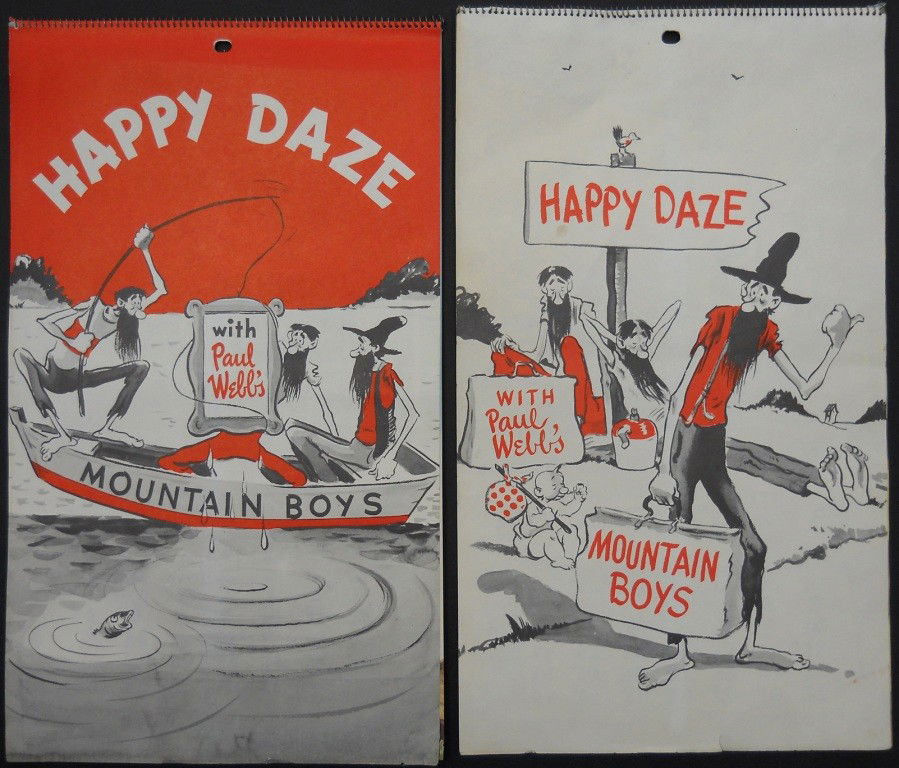 HAPPY DAZE
with
Paul
Webb's
MOUNTAIN BOYS
HAPPY DAZE
WITH
Paul
Webb's
MOUNTAIN
BOYS